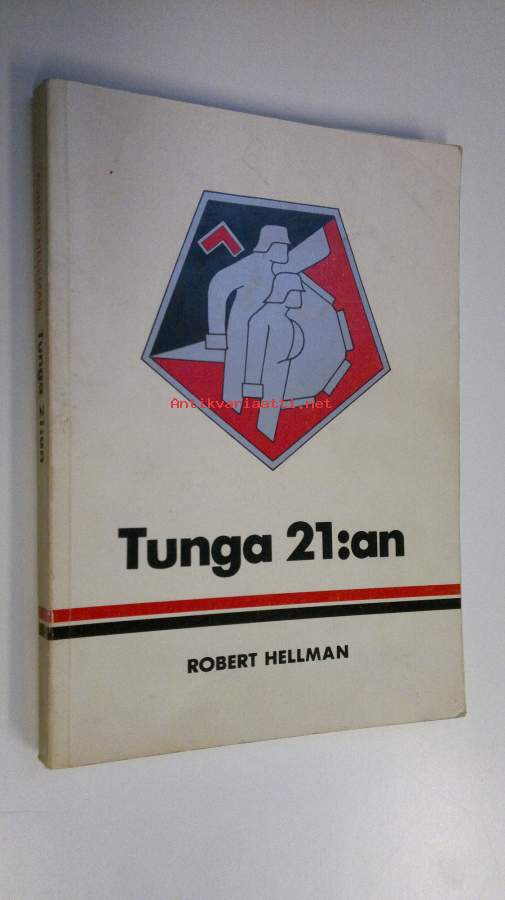 Antikvariaatti.Net
Tunga 21:an
ROBERT HELLMAN
Tunga 21:an